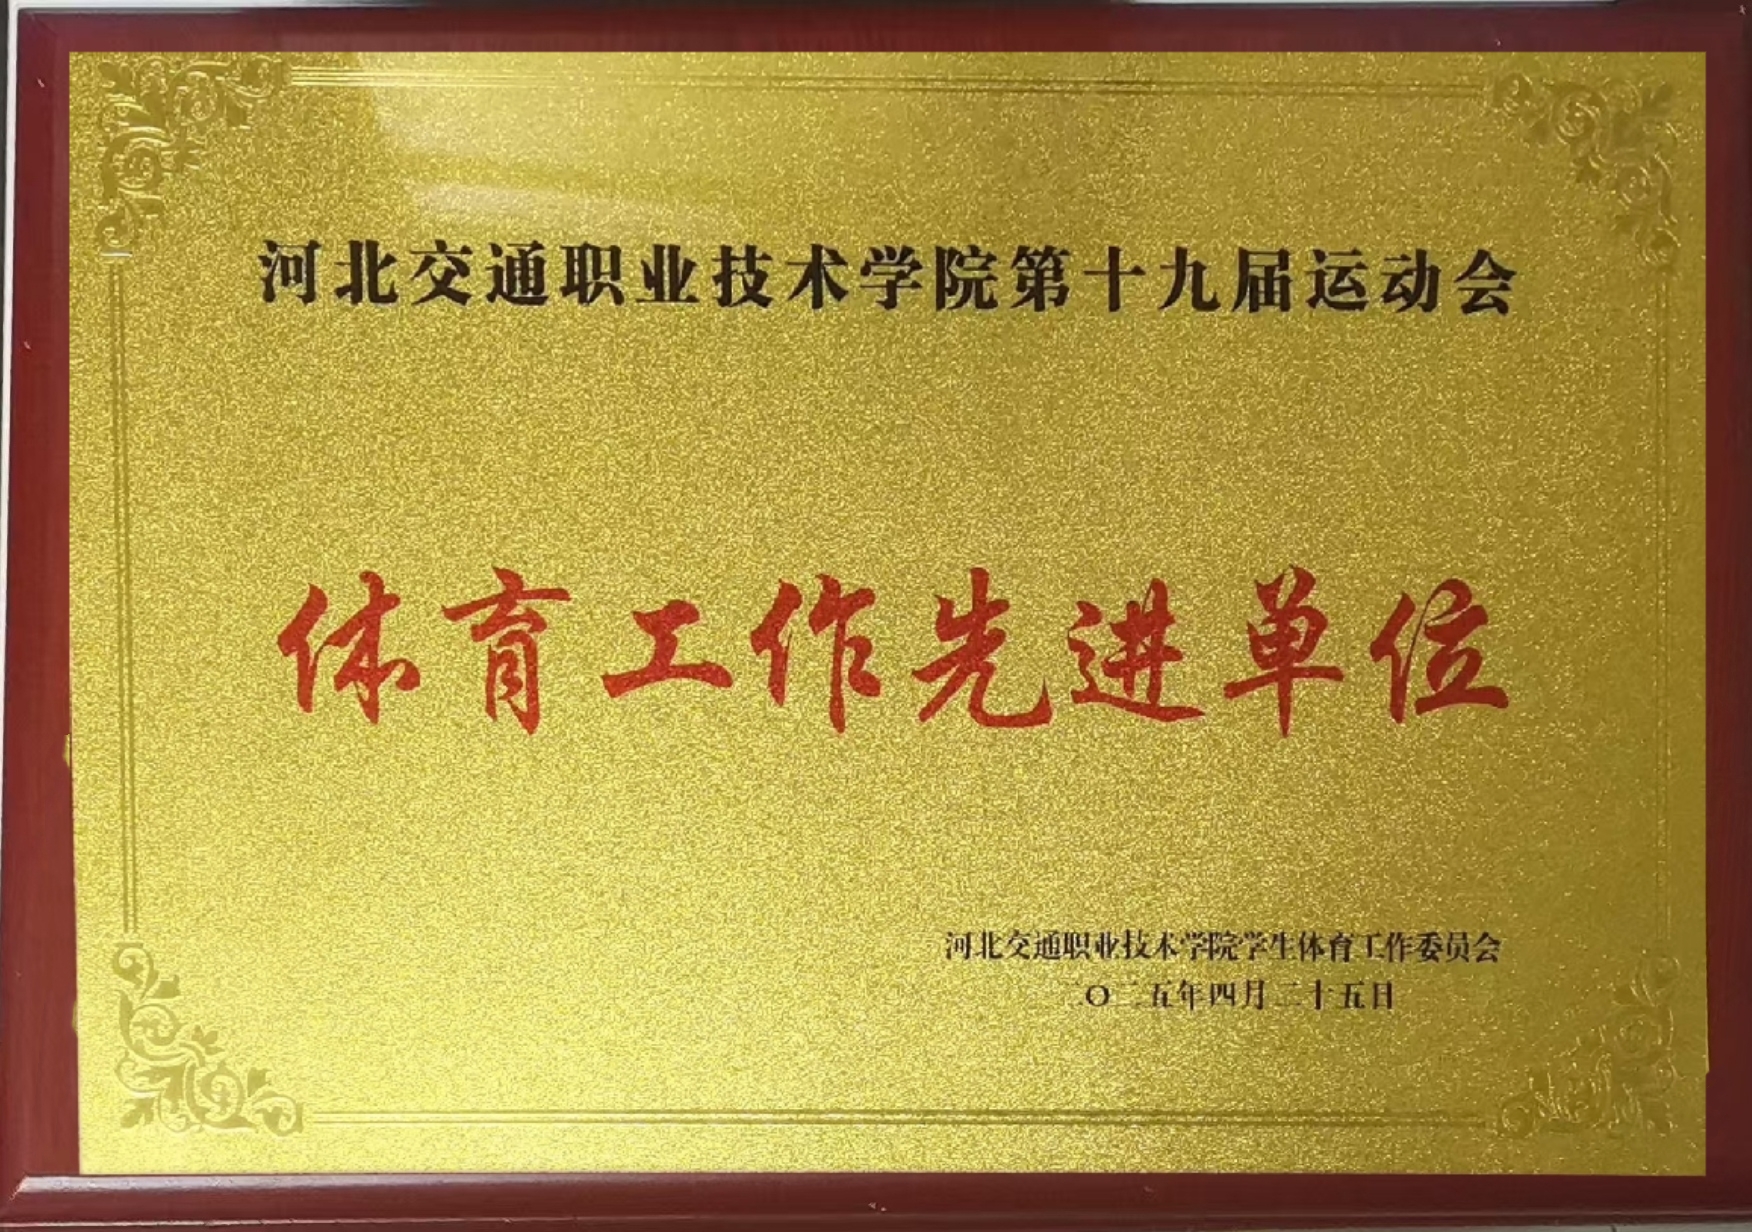 河北交通职业技术学院第十九届运动会
体育工作先进单位
河北交通职业技术学院学生体育工作委员会
二〇二五年四月二十五日